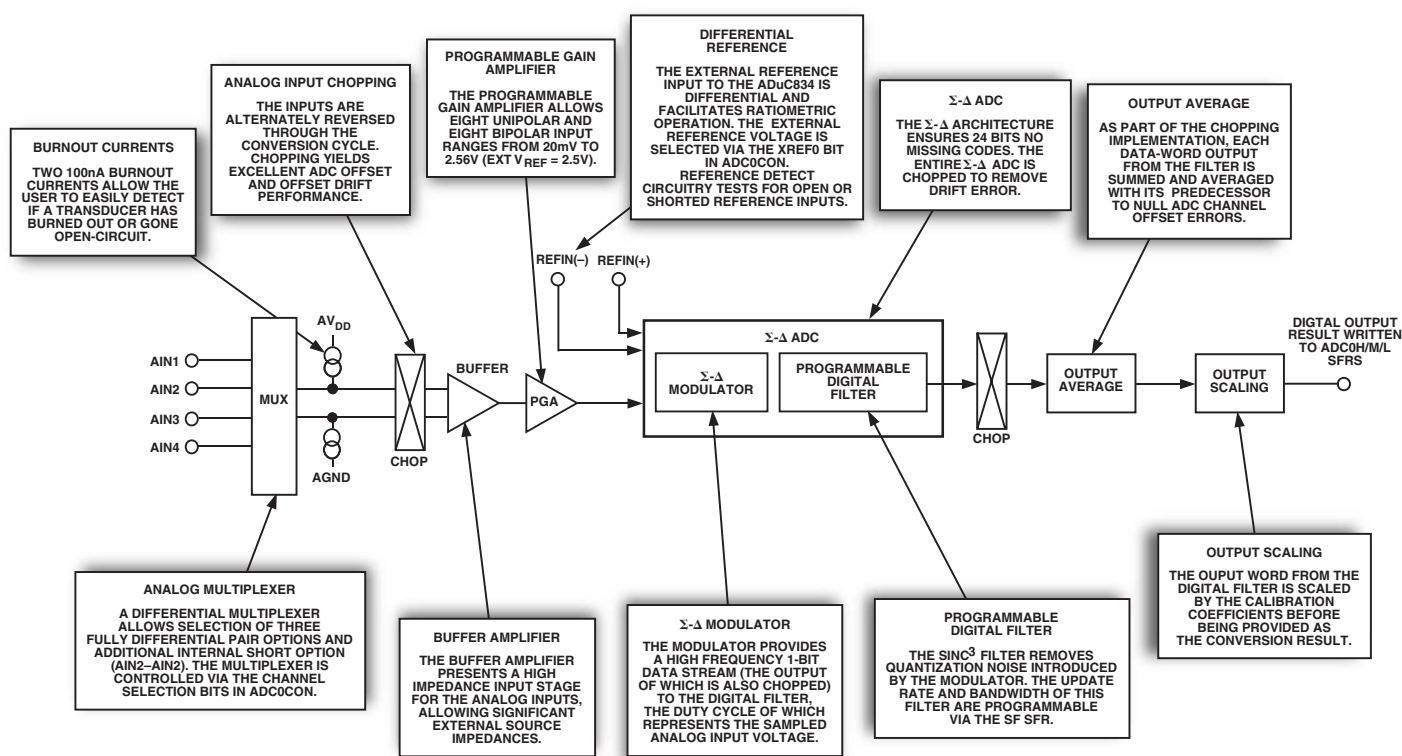 BURNOUT CURRENTS
TWO 100nA BURNOUT
CURRENTS ALLOW THE
USER TO EASILY DETECT
IF A TRANSDUCER HAS
BURNED OUT OR GONE
OPEN-CIRCUIT.
ANALOG INPUT CHOPPING
THE INPUTS ARE
ALTERNATELY REVERSED
THROUGH THE
CONVERSION CYCLE.
CHOPPING YIELDS
EXCELLENT ADC OFFSET
AND OFFSET DRIFT
PERFORMANCE.
PROGRAMMABLE GAIN
AMPLIFIER
THE PROGRAMMABLE
GAIN AMPLIFIER ALLOWS
EIGHT UNIPOLAR AND
EIGHT BIPOLAR INPUT
RANGES FROM 20mV TO
2.56V (EXT VREF = 2.5V).
DIFFERENTIAL
REFERENCE
THE EXTERNAL REFERENCE
INPUT TO THE ADuC834 IS
DIFFERENTIAL AND
FACILITATES RATIOMETRIC
OPERATION. THE EXTERNAL
REFERENCE VOLTAGE IS
SELECTED VIA THE XREF0 BIT
IN ADC0CON.
REFERENCE DETECT
CIRCUITRY TESTS FOR OPEN OR
SHORTED REFERENCE INPUTS.
Σ-Δ ADC
THE Σ-Δ ARCHITECTURE
ENSURES 24 BITS NO
MISSING CODES. THE
ENTIRE Σ-Δ ADC IS
CHOPPED TO REMOVE
DRIFT ERROR.
OUTPUT AVERAGE
AS PART OF THE CHOPPING
IMPLEMENTATION, EACH
DATA-WORD OUTPUT
FROM THE FILTER IS
SUMMED AND AVERAGED
WITH ITS PREDECESSOR
TO NULL ADC CHANNEL
OFFSET ERRORS.
REFIN(–) REFIN(+)
AVDD
AIN1
AIN2
AIN3
AIN4
MUX
AGND
CHOP
BUFFER
PGA
Σ-Δ ADC
Σ-Δ
MODULATOR
PROGRAMMABLE
DIGITAL
FILTER
CHOP
OUTPUT
AVERAGE
OUTPUT
SCALING
DIGTAL OUTPUT
RESULT WRITTEN
TO ADC0H/M/L
SFRS
ANALOG MULTIPLEXER
A DIFFERENTIAL MULTIPLEXER
ALLOWS SELECTION OF THREE
FULLY DIFFERENTIAL PAIR OPTIONS AND
ADDITIONAL INTERNAL SHORT OPTION
(AIN2–AIN2). THE MULTIPLEXER IS
CONTROLLED VIA THE CHANNEL
SELECTION BITS IN ADC0CON.
BUFFER AMPLIFIER
THE BUFFER AMPLIFIER
PRESENTS A HIGH
IMPEDANCE INPUT STAGE
FOR THE ANALOG INPUTS,
ALLOWING SIGNIFICANT
EXTERNAL SOURCE
IMPEDANCES.
Σ-Δ MODULATOR
THE MODULATOR PROVIDES
A HIGH FREQUENCY 1-BIT
DATA STREAM (THE OUTPUT
OF WHICH IS ALSO CHOPPED)
TO THE DIGITAL FILTER,
THE DUTY CYCLE OF WHICH
REPRESENTS THE SAMPLED
ANALOG INPUT VOLTAGE.
PROGRAMMABLE
DIGITAL FILTER
THE SINC3 FILTER REMOVES
QUANTIZATION NOISE INTRODUCED
BY THE MODULATOR. THE UPDATE
RATE AND BANDWIDTH OF THIS
FILTER ARE PROGRAMMABLE
VIA THE SF SFR.
OUTPUT SCALING
THE OUPUT WORD FROM THE
DIGITAL FILTER IS SCALED
BY THE CALIBRATION
COEFFICIENTS BEFORE
BEING PROVIDED AS
THE CONVERSION RESULT.